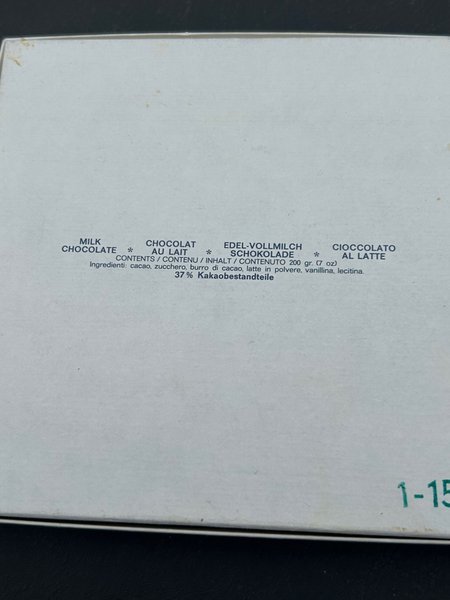 MILK CHOCOLATE * CHOCOLAT AU LAIT * EDEL-VOLLMILCH SCHOKOLADE * CIOCCOLATO AL LATTE
CONTENTS / CONTENU / INHALT / CONTENUTO 200 gr. (7 oz)
Ingredienti: cacao, zucchero, burro di cacao, latte in polvere, vanillina, lecitina.
37% Kakaobestandteile
1-15